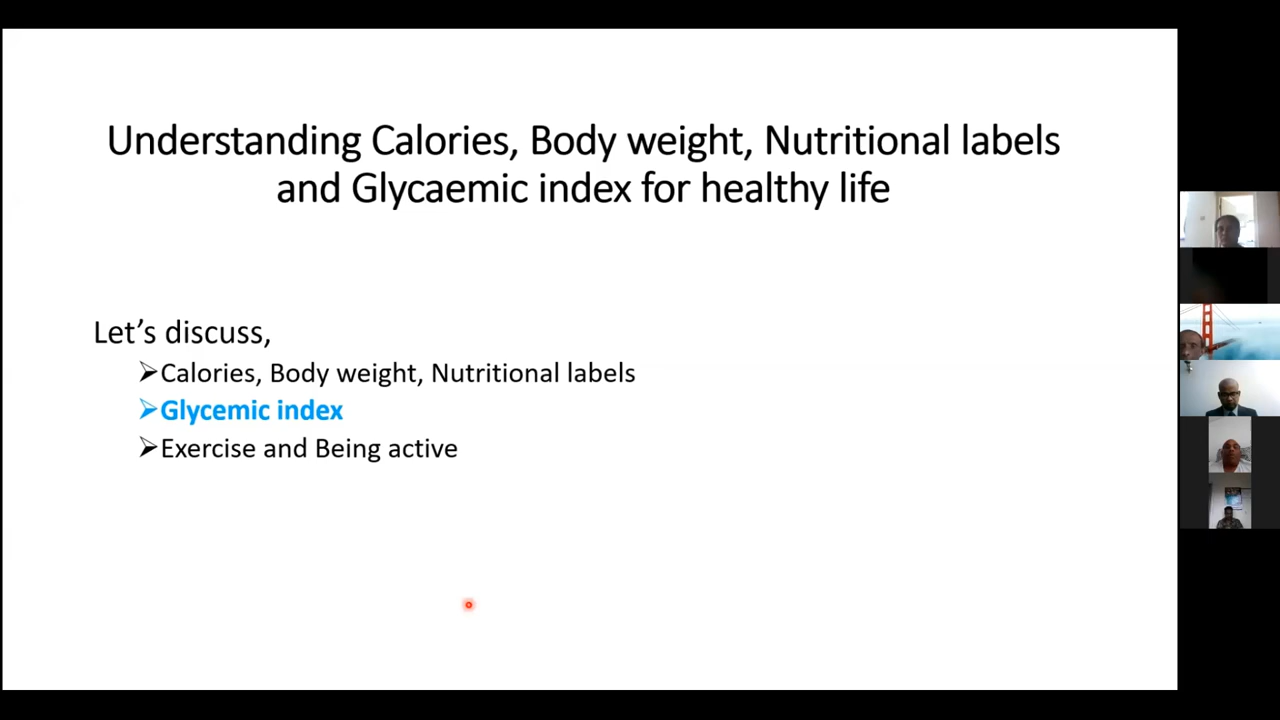 Understanding Calories, Body weight, Nutritional labels
and Glycaemic index for healthy life
Let’s discuss,
➢Calories, Body weight, Nutritional labels
➢Glycemic index
➢Exercise and Being active